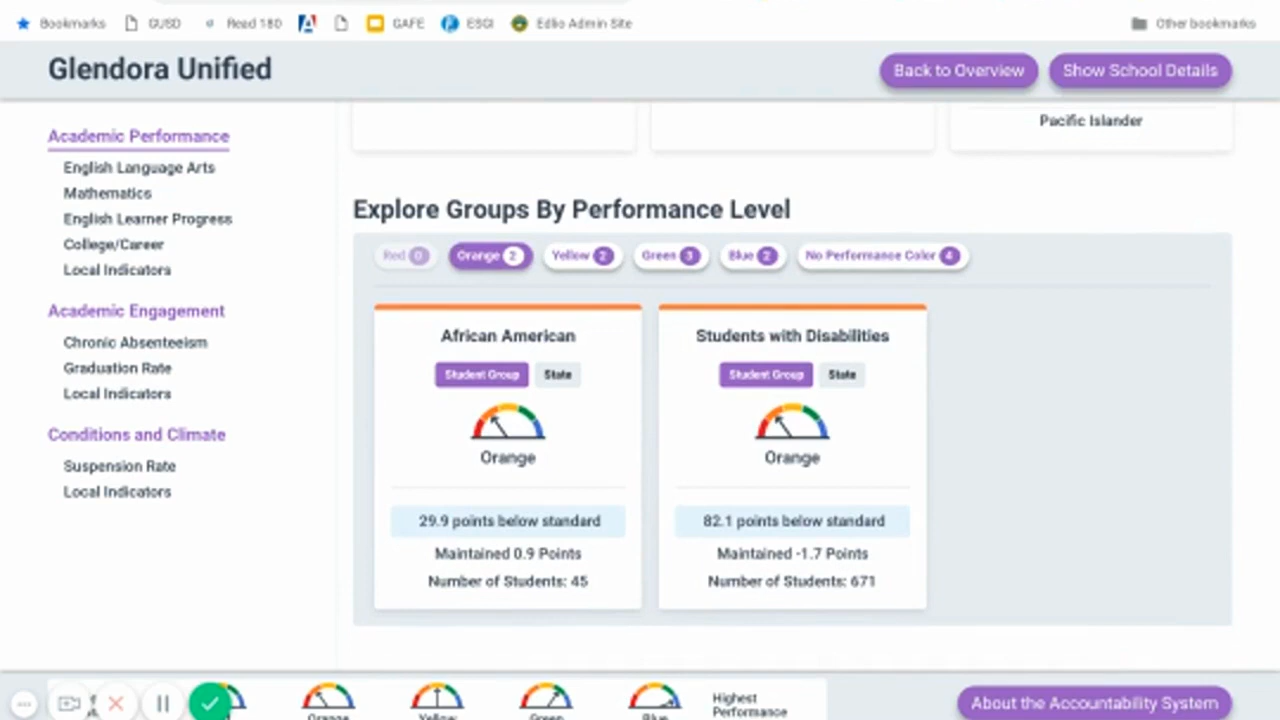 Bookmarks GUSD Read 180 GAFE ESGI Edlio Admin Site Other bookmarks
Glendora Unified
Back to Overview Show School Details
Academic Performance
English Language Arts
Mathematics
English Learner Progress
College/Career
Local Indicators
Academic Engagement
Chronic Absenteeism
Graduation Rate
Local Indicators
Conditions and Climate
Suspension Rate
Local Indicators
Pacific Islander
Explore Groups By Performance Level
Red 0 Orange 2 Yellow 2 Green 3 Blue 2 No Performance Color 4
African American
Student Group State
Orange
29.9 points below standard
Maintained 0.9 Points
Number of Students: 45
Students with Disabilities
Student Group State
Orange
82.1 points below standard
Maintained -1.7 Points
Number of Students: 671
Orange Yellow Green Blue
Highest
Performance
About the Accountability System